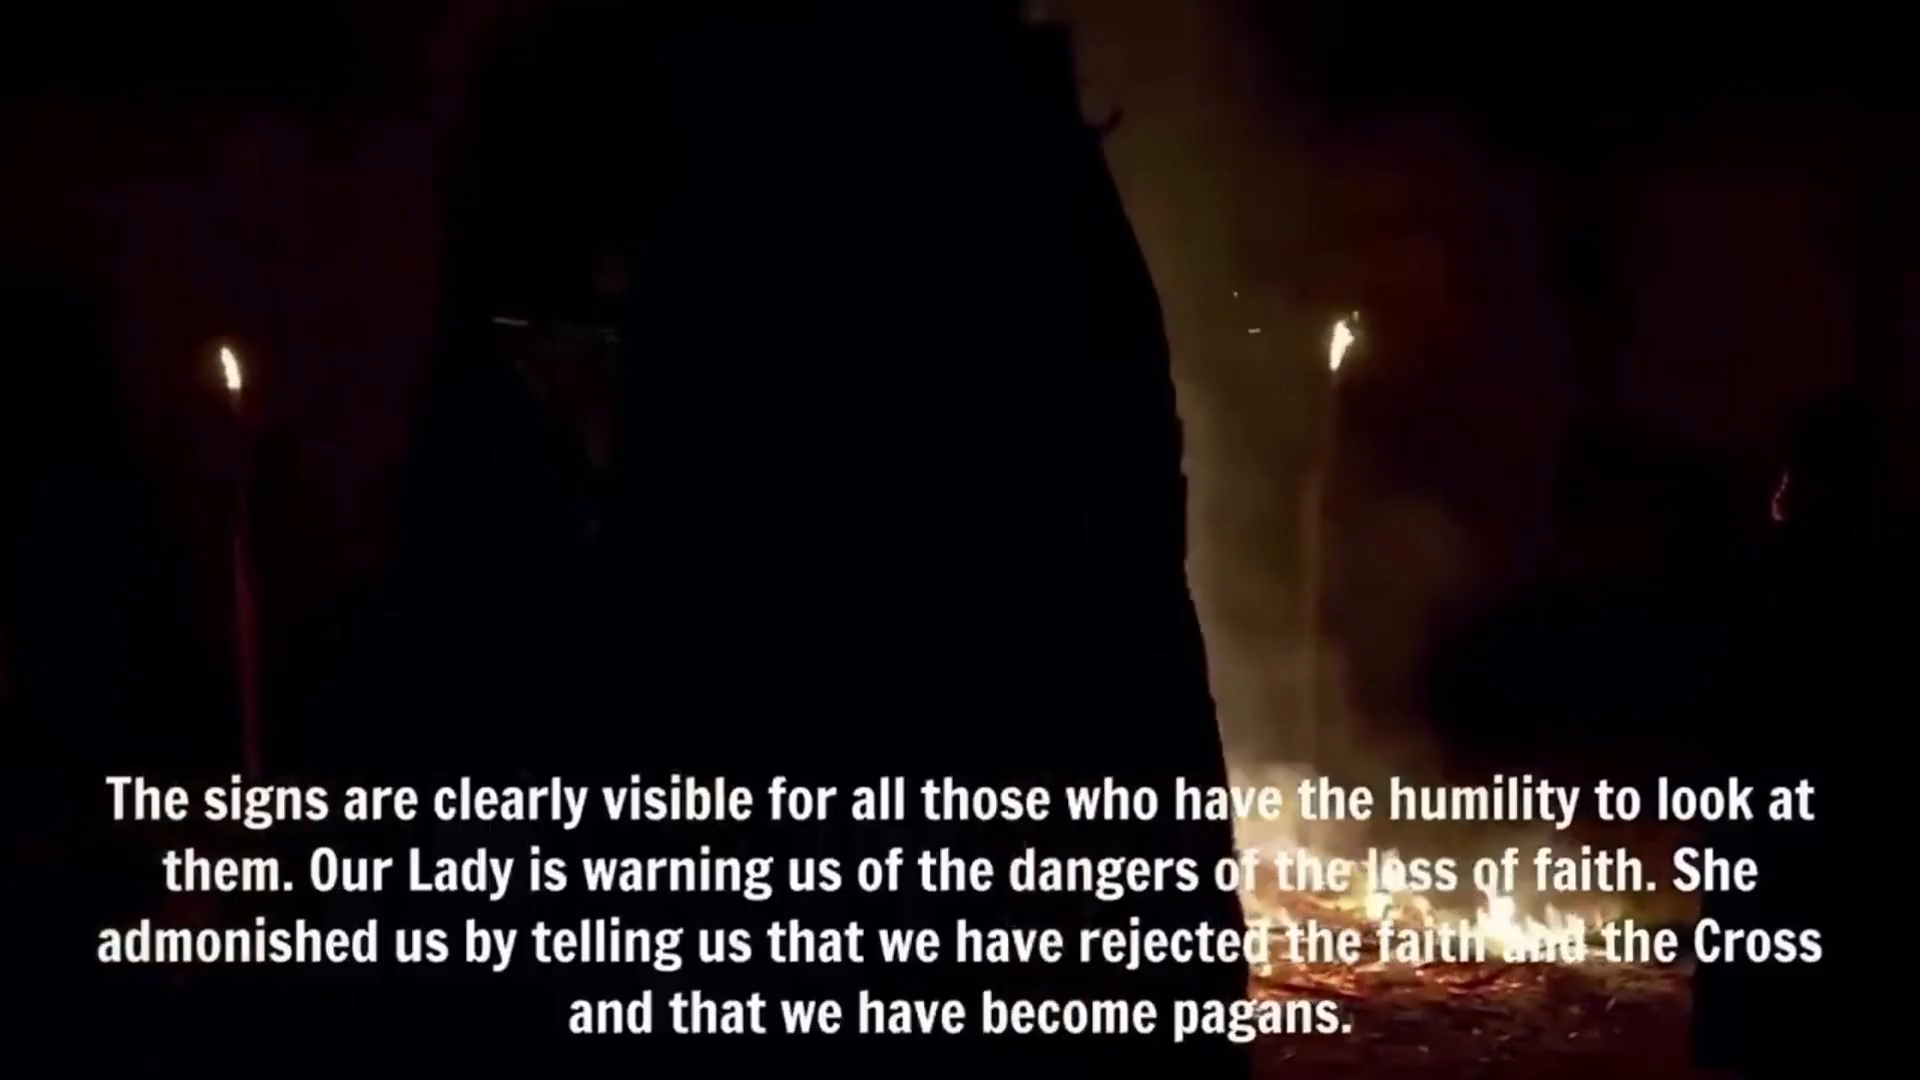 The signs are clearly visible for all those who have the humility to look at
them. Our Lady is warning us of the dangers of the loss of faith. She
admonished us by telling us that we have rejected the faith and the Cross
and that we have become pagans.